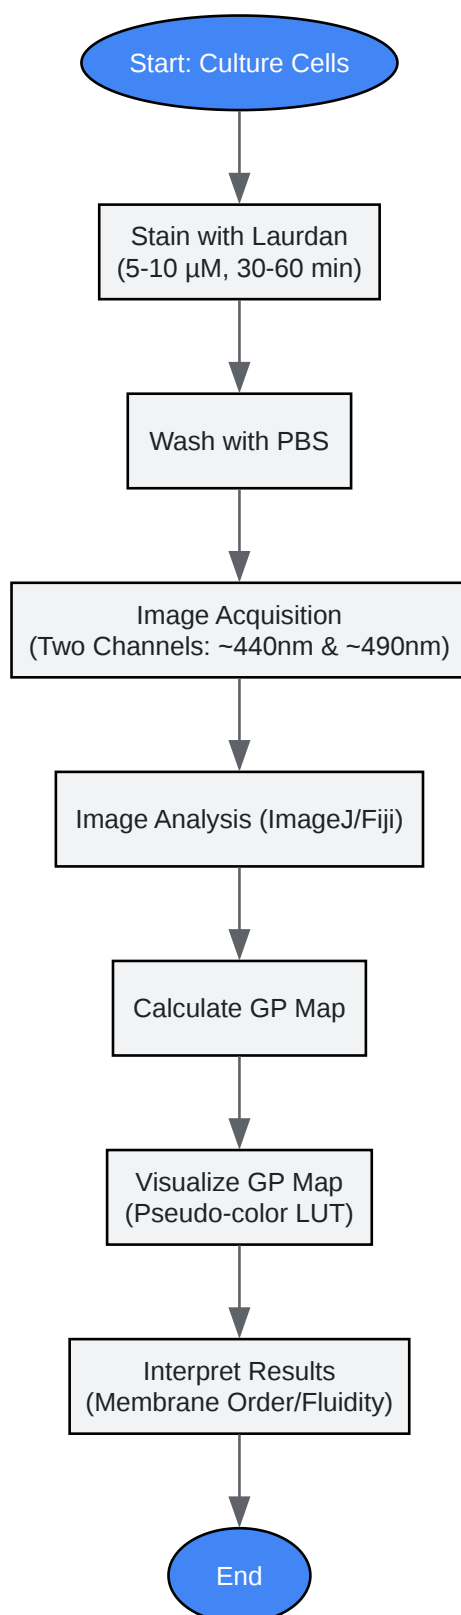 Start: Culture Cells
Stain with Laurdan
(5-10 µM, 30-60 min)
Wash with PBS
Image Acquisition
(Two Channels: ~440nm & ~490nm)
Image Analysis (ImageJ/Fiji)
Calculate GP Map
Visualize GP Map
(Pseudo-color LUT)
Interpret Results
(Membrane Order/Fluidity)
End